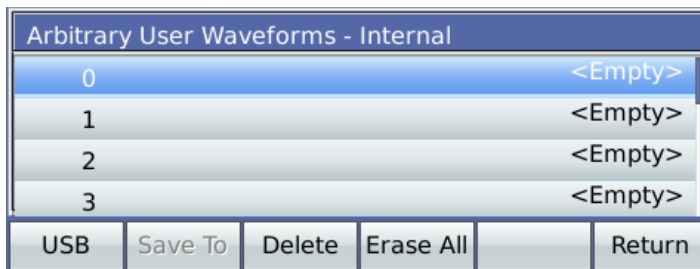 Arbitrary User Waveforms - Internal
0 <Empty>
1 <Empty>
2 <Empty>
3 <Empty>
USB Save To Delete Erase All Return